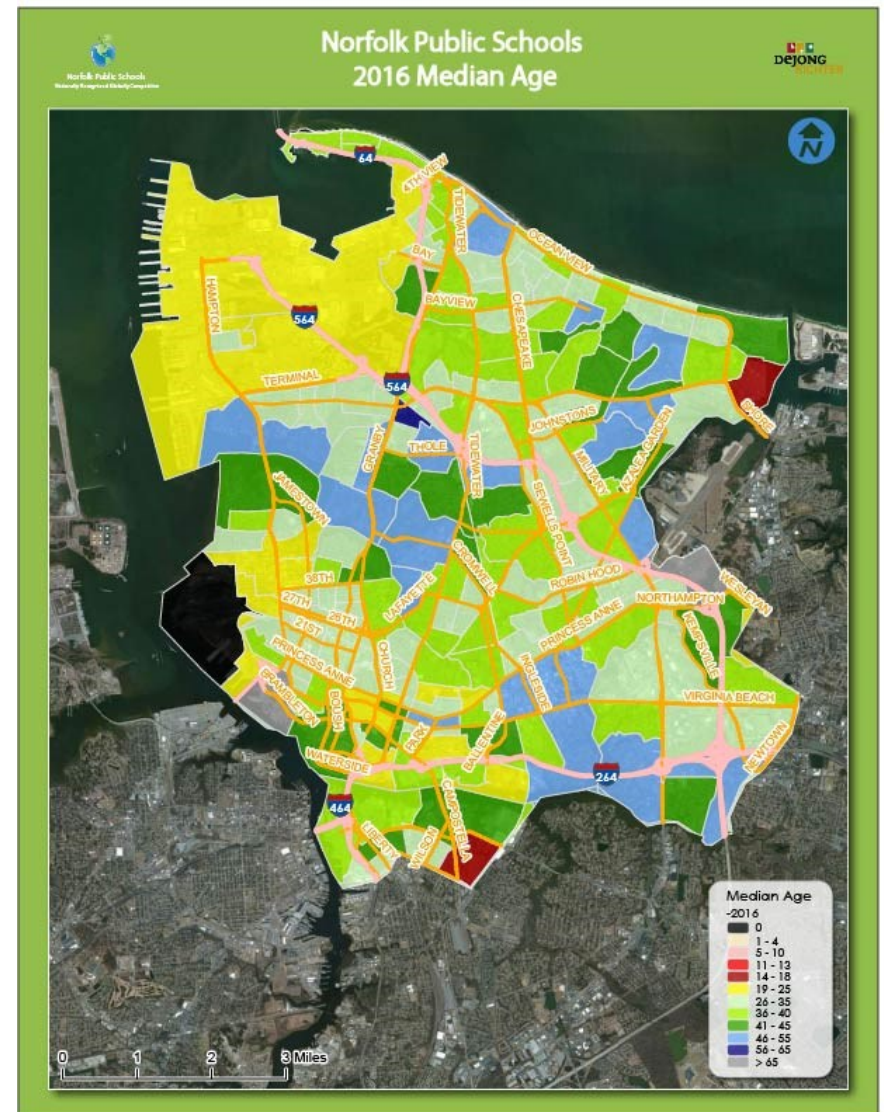 Norfolk Public Schools
2016 Median Age
Norfolk Public Schools
DEJONG
RICHTER
N
64
4TH VIEW
TIDEWATER
OCEAN VIEW
BAY
BAYVIEW
HAMPTON
CHESAPEAKE
564
564
TERMINAL
SHORE
JOHNSTONS
GRANBY
THOLE
TIDEWATER
MILITARY
AZALEA GARDEN
JAMESTOWN
SEWELLS POINT
CROMWELL
38TH
LAFAYETTE
ROBIN HOOD
WESLEYAN
27TH
26TH
NORTHAMPTON
21ST
PRINCESS ANNE
KEMPSVILLE
PRINCESS ANNE
CHURCH
INGLESIDE
BRAMBLETON
BOUSH
VIRGINIA BEACH
PARK
BALLENTINE
NEWTOWN
WATERSIDE
264
464
CAMPOSTELLA
LIBERTY
WILSON
Median Age
-2016
0
1 - 4
5 - 10
11 - 13
14 - 18
19 - 25
26 - 35
36 - 40
41 - 45
46 - 55
56 - 65
> 65
0 1 2 3 Miles